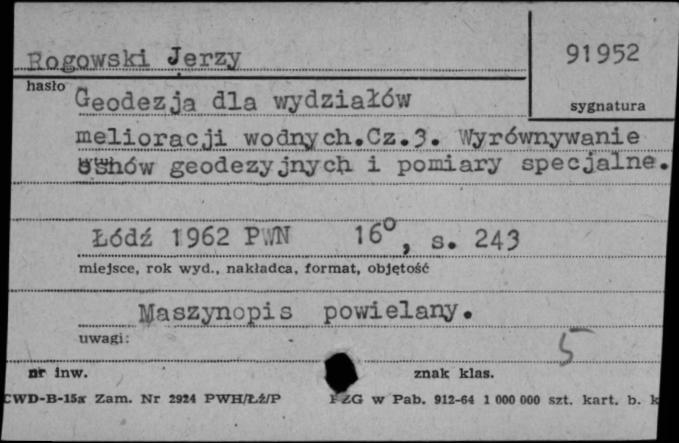 Rogowski Jerzy
91952
hasło
sygnatura
Geodezja dla wydziałów
melioracji wodnych.Cz.3. Wyrównywanie
geodezyjnych i pomiary specjalne.
Łódź 1962 PWN 16°, s. 243
miejsce, rok wyd., nakładca, format, objętość
Maszynopis powielany.
uwagi:
5
nr inw.
znak klas.
CWD-B-15a Zam. Nr 2924 PWH/Łż/P
PZG w Pab. 912-64 1 000 000 szt. kart. b. k